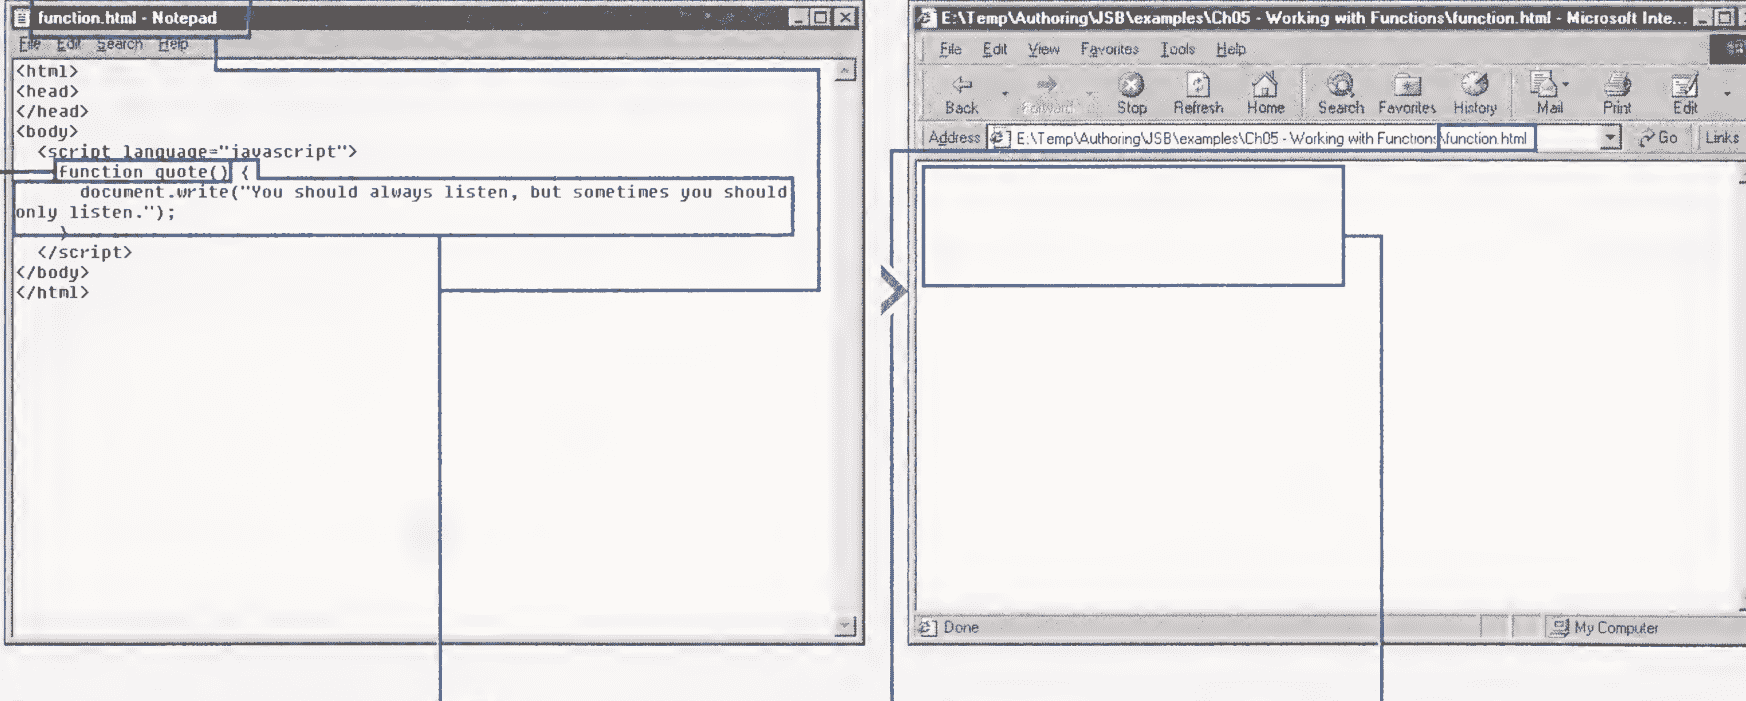 function.html - Notepad
File Edit Search Help
<html>
<head>
</head>
<body>
<script language="javascript">
function quote() {
document.write("You should always listen, but sometimes you should
only listen.");
}
</script>
</body>
</html>
E:\Temp\Authoring\JSB\examples\Ch05 - Working with Functions\function.html - Microsoft Inte...
File Edit View Favorites Tools Help
Back Forward Stop Refresh Home Search Favorites History Mail Print Edit
Address E:\Temp\Authoring\JSB\examples\Ch05 - Working with Functions\function.html Go Links
Done My Computer